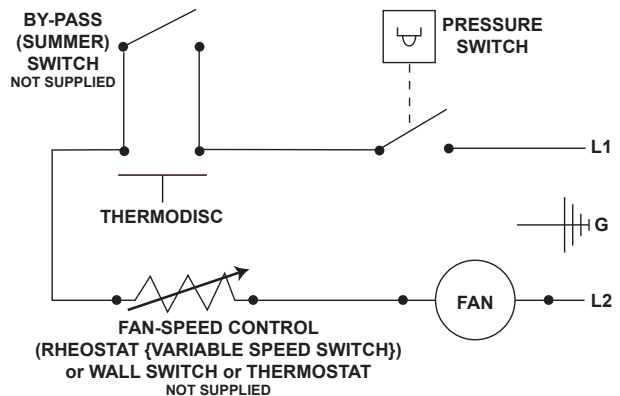 BY-PASS
(SUMMER)
SWITCH
NOT SUPPLIED
PRESSURE
SWITCH
L1
THERMODISC
G
FAN
L2
FAN-SPEED CONTROL
(RHEOSTAT {VARIABLE SPEED SWITCH})
or WALL SWITCH or THERMOSTAT
NOT SUPPLIED